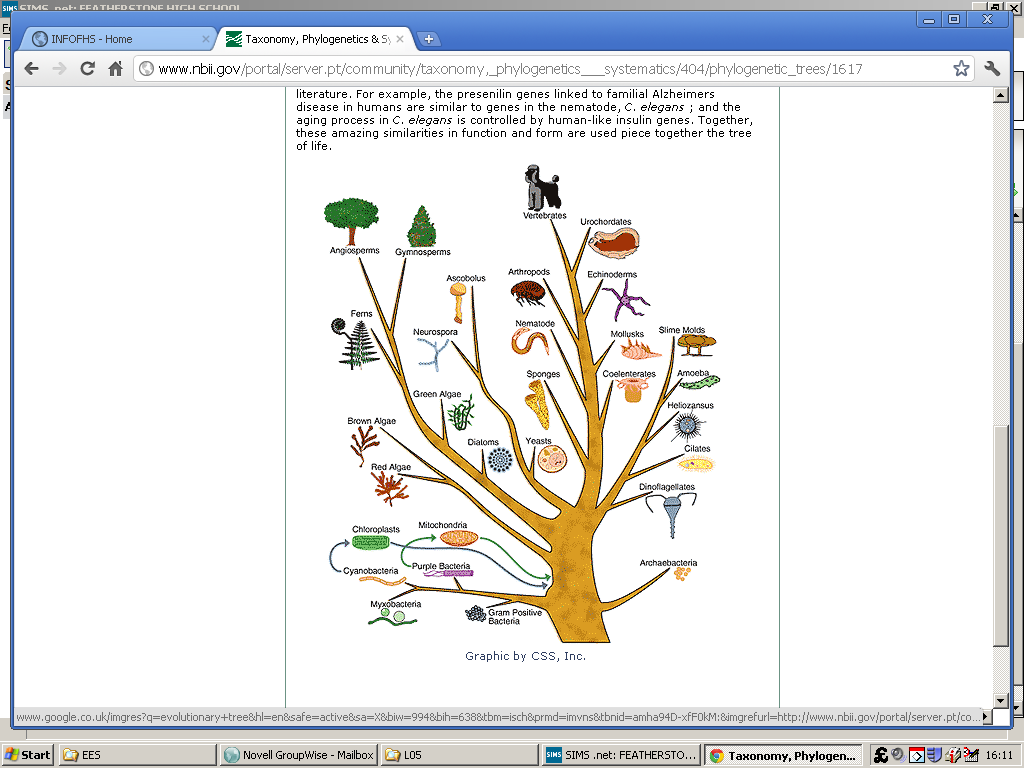 SIMS .net: FEATHERSTONE HIGH SCHOOL
INFOFHS - Home
Taxonomy, Phylogenetics & Sy
www.nbii.gov/portal/server.pt/community/taxonomy,_phylogenetics___systematics/404/phylogenetic_trees/1617
literature. For example, the presenilin genes linked to familial Alzheimers
disease in humans are similar to genes in the nematode, C. elegans ; and the
aging process in C. elegans is controlled by human-like insulin genes. Together,
these amazing similarities in function and form are used piece together the tree
of life.
Vertebrates
Urochordates
Angiosperms
Gymnosperms
Ascobolus
Arthropods
Echinoderms
Ferns
Neurospora
Nematode
Mollusks
Slime Molds
Sponges
Coelenterates
Amoeba
Green Algae
Heliozansus
Brown Algae
Diatoms
Yeasts
Cilates
Red Algae
Dinoflagellates
Chloroplasts
Mitochondria
Cyanobacteria
Purple Bacteria
Archaebacteria
Myxobacteria
Gram Positive
Bacteria
Graphic by CSS, Inc.
www.google.co.uk/imgres?q=evolutionary+tree&hl=en&safe=active&sa=X&biw=994&bih=638&tbm=isch&prmd=imvns&tbnid=amha94D-xfF0kM:&imgrefurl=http://www.nbii.gov/portal/server.pt/co...
Start
EES
Novell GroupWise - Mailbox
L05
SIMS .net: FEATHERSTO...
Taxonomy, Phylogen...
16:11